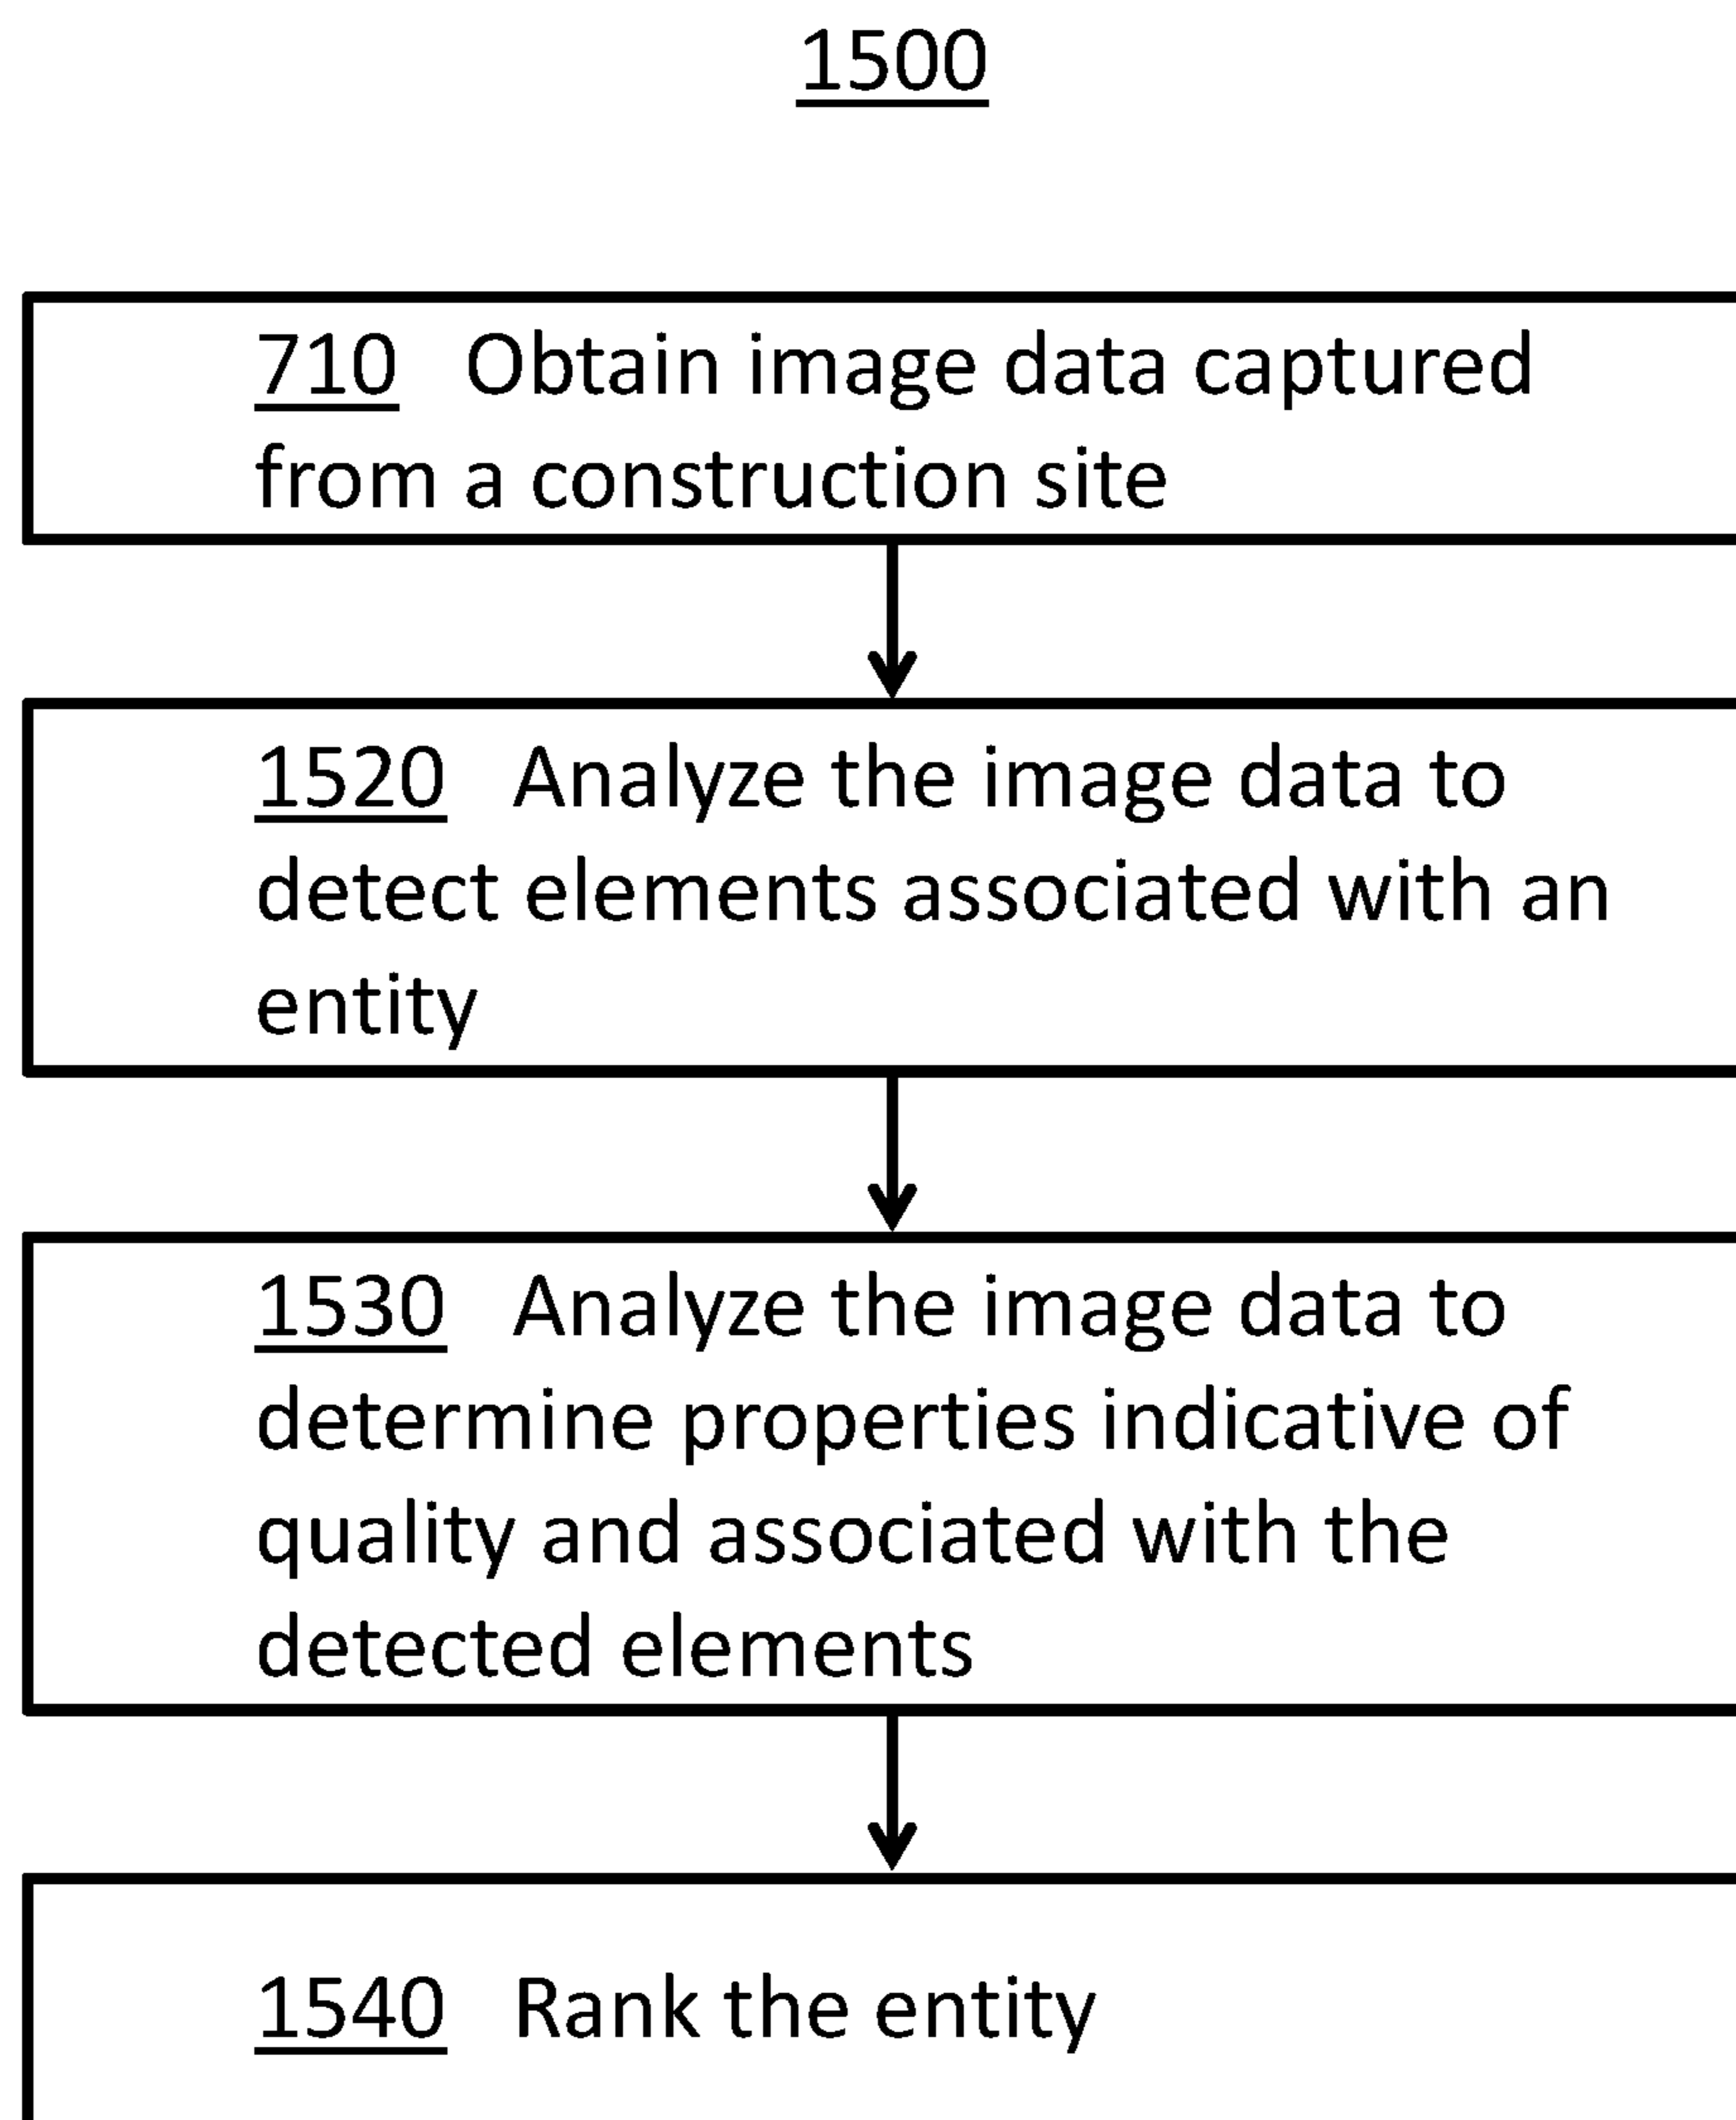 1500
710 Obtain image data captured
from a construction site
1520 Analyze the image data to
detect elements associated with an
entity
1530 Analyze the image data to
determine properties indicative of
quality and associated with the
detected elements
1540 Rank the entity